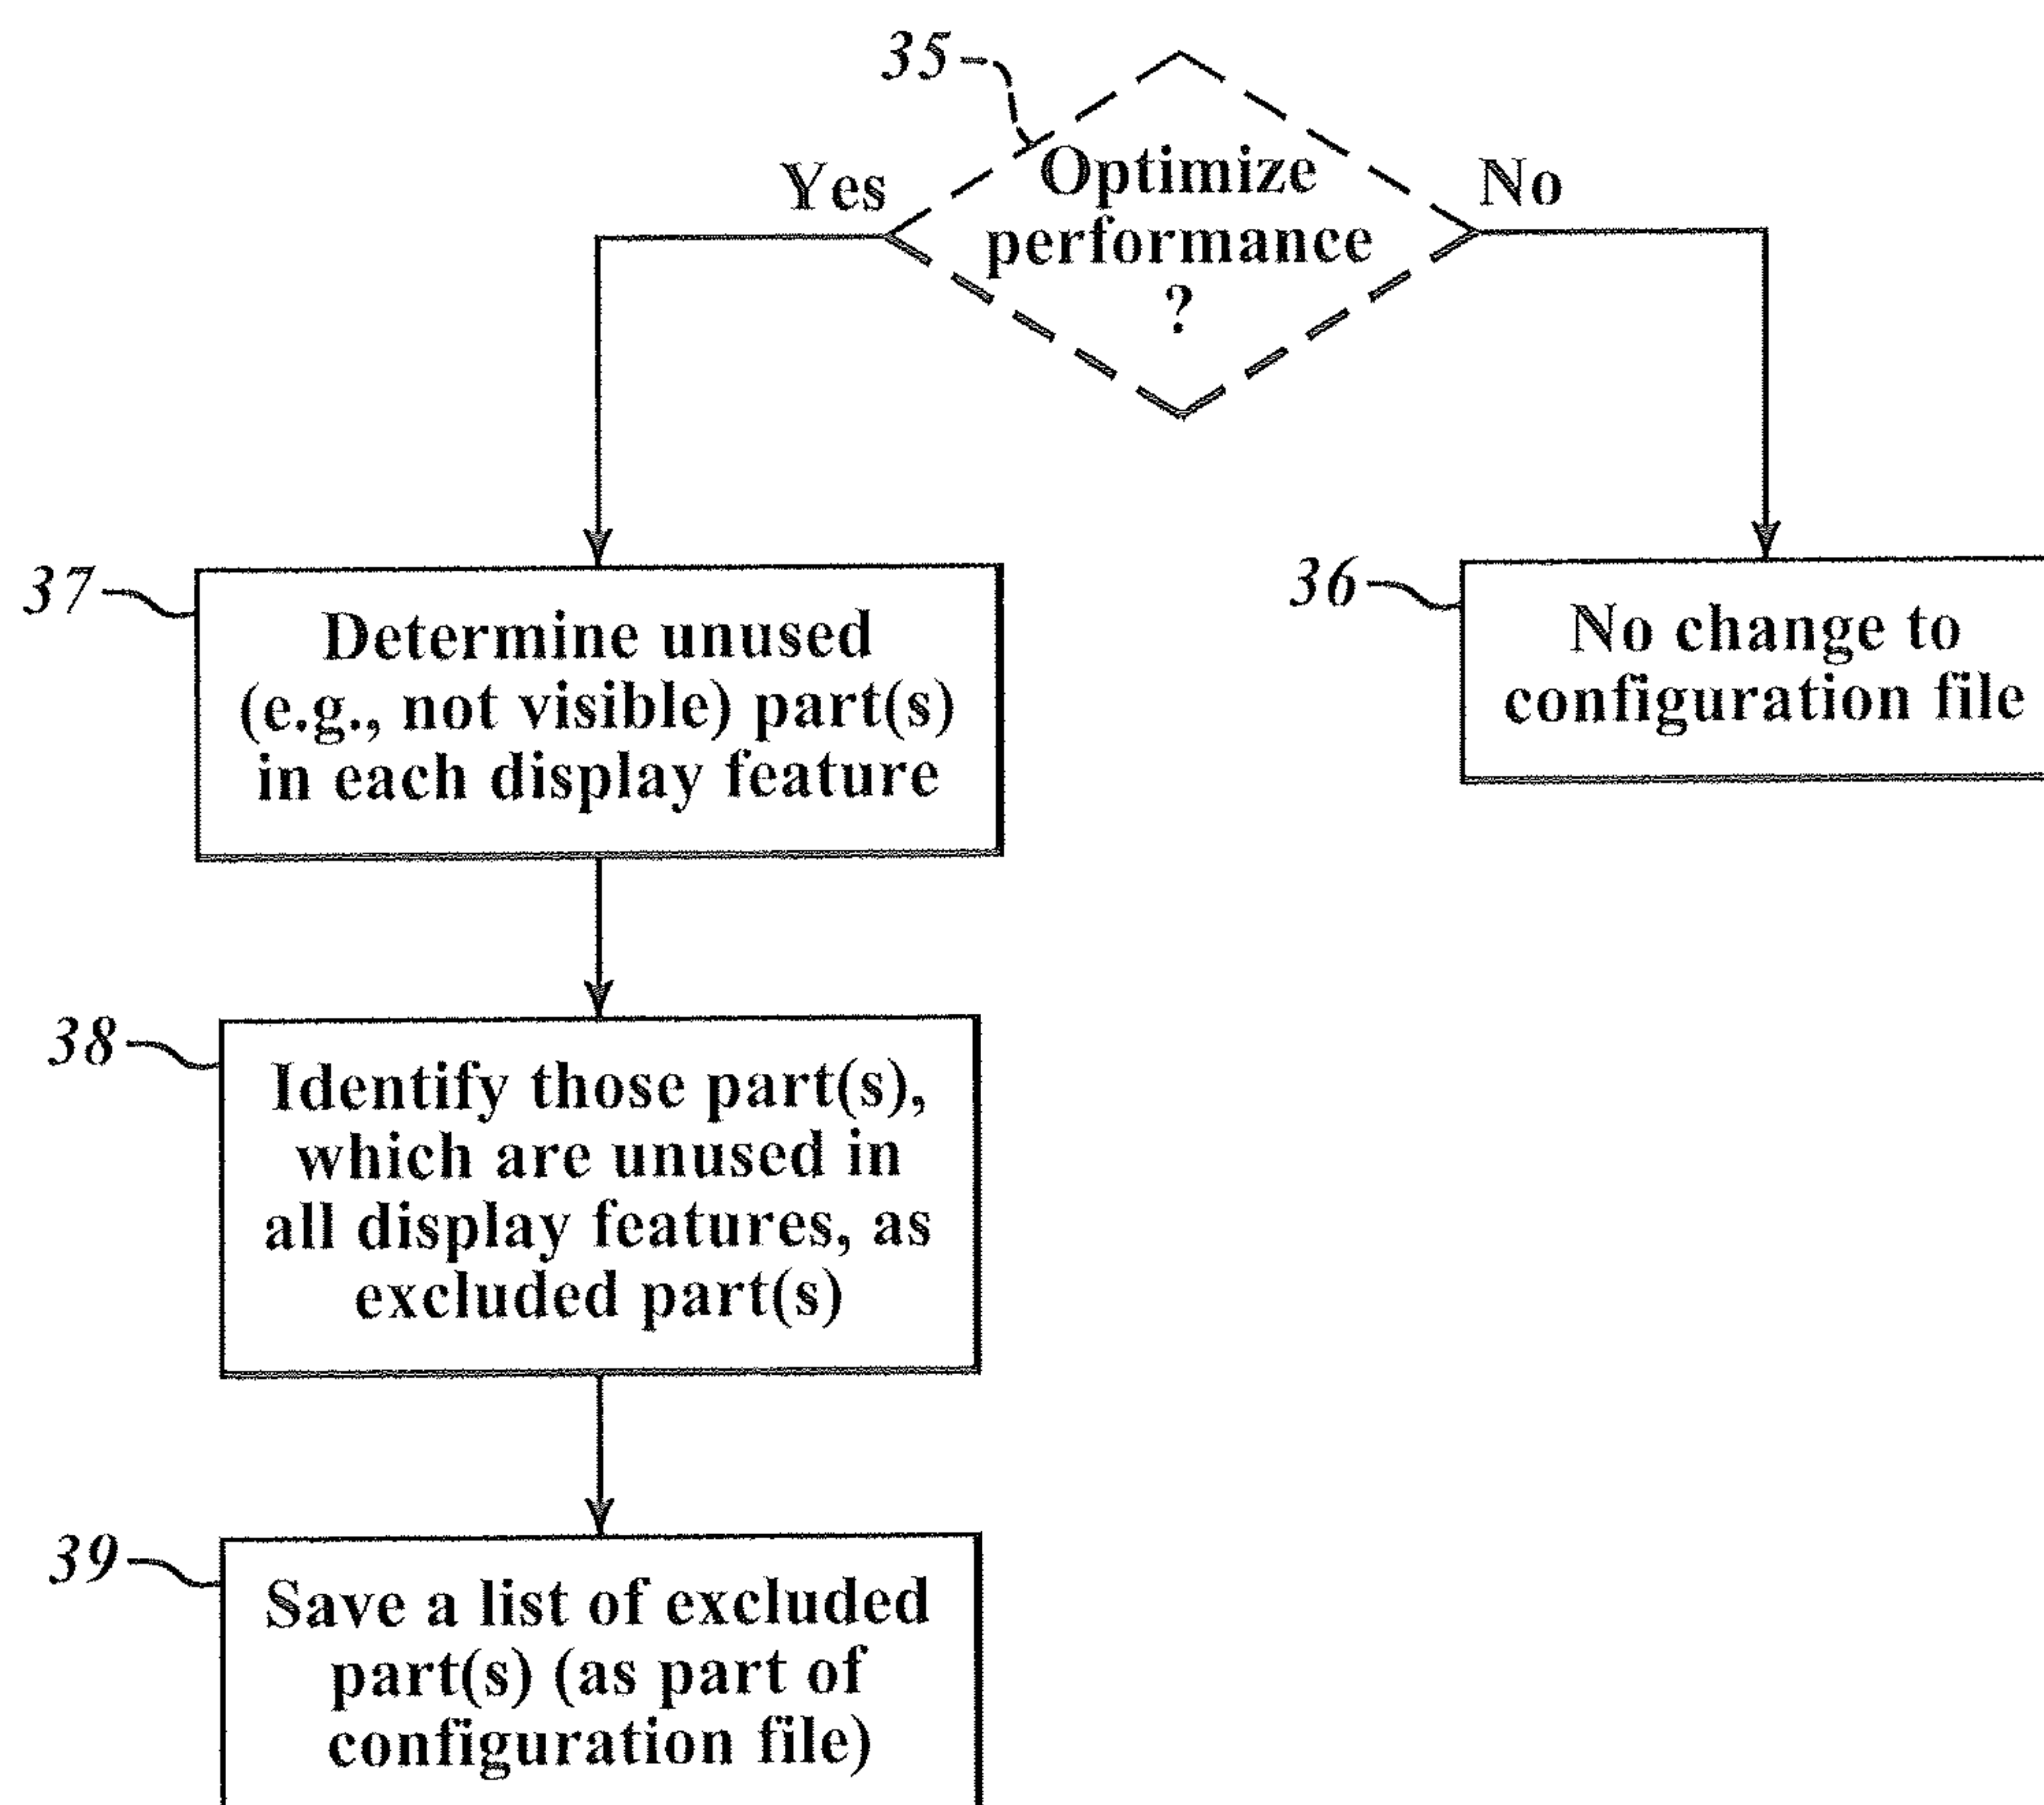 35
Optimize
performance
?
Yes
No
37
Determine unused
(e.g., not visible) part(s)
in each display feature
36
No change to
configuration file
38
Identify those part(s),
which are unused in
all display features, as
excluded part(s)
39
Save a list of excluded
part(s) (as part of
configuration file)